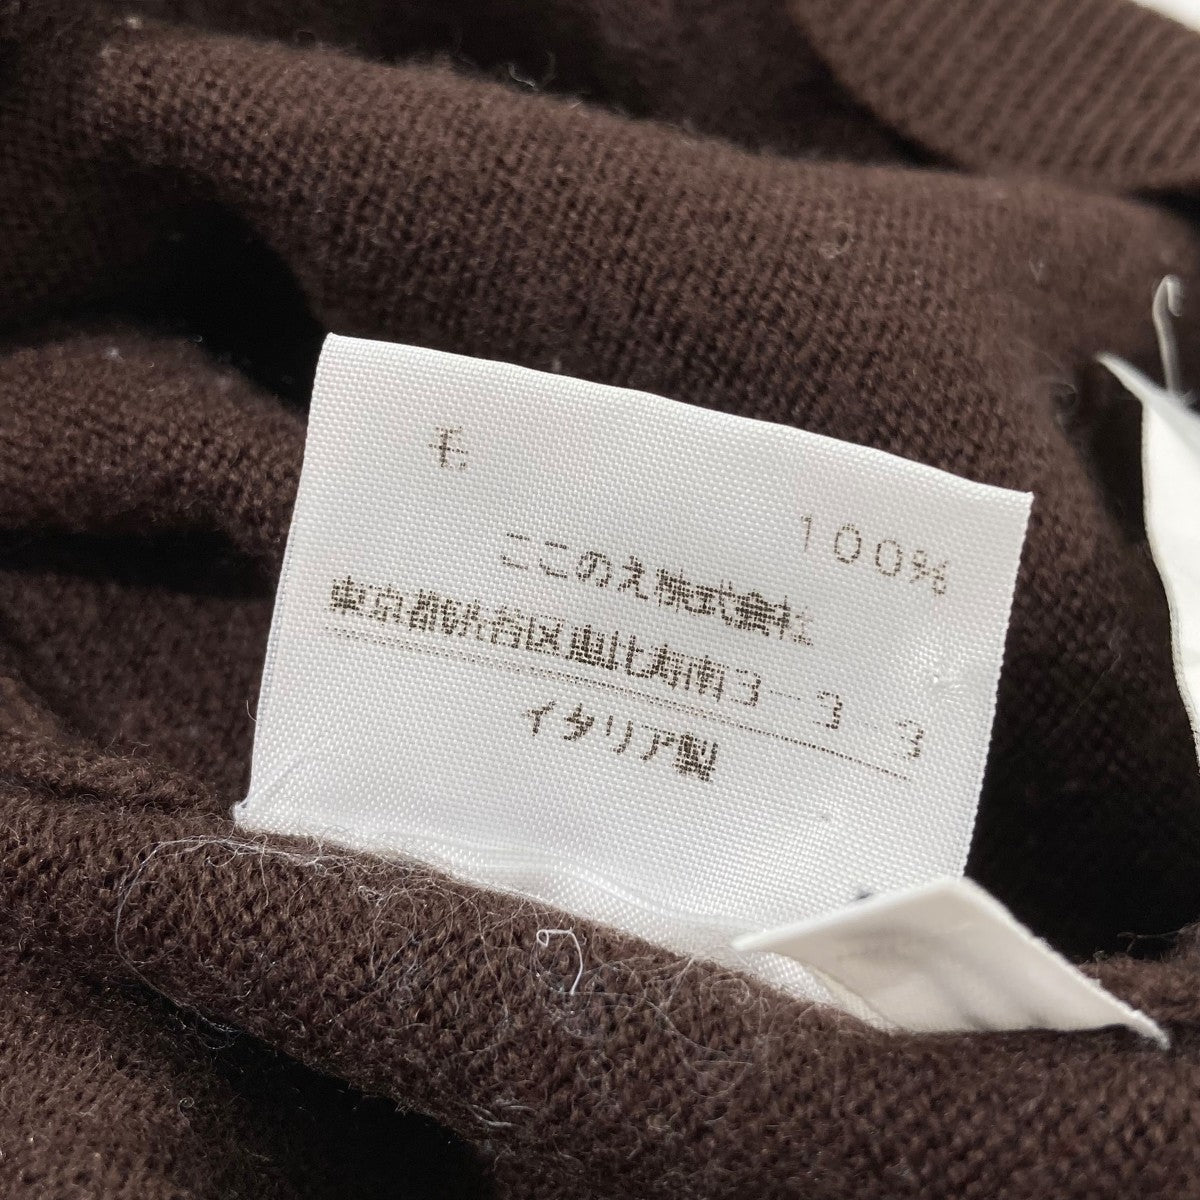 毛 100%
ここのえ株式会社
東京都渋谷区恵比寿南3-3-3
イタリア製